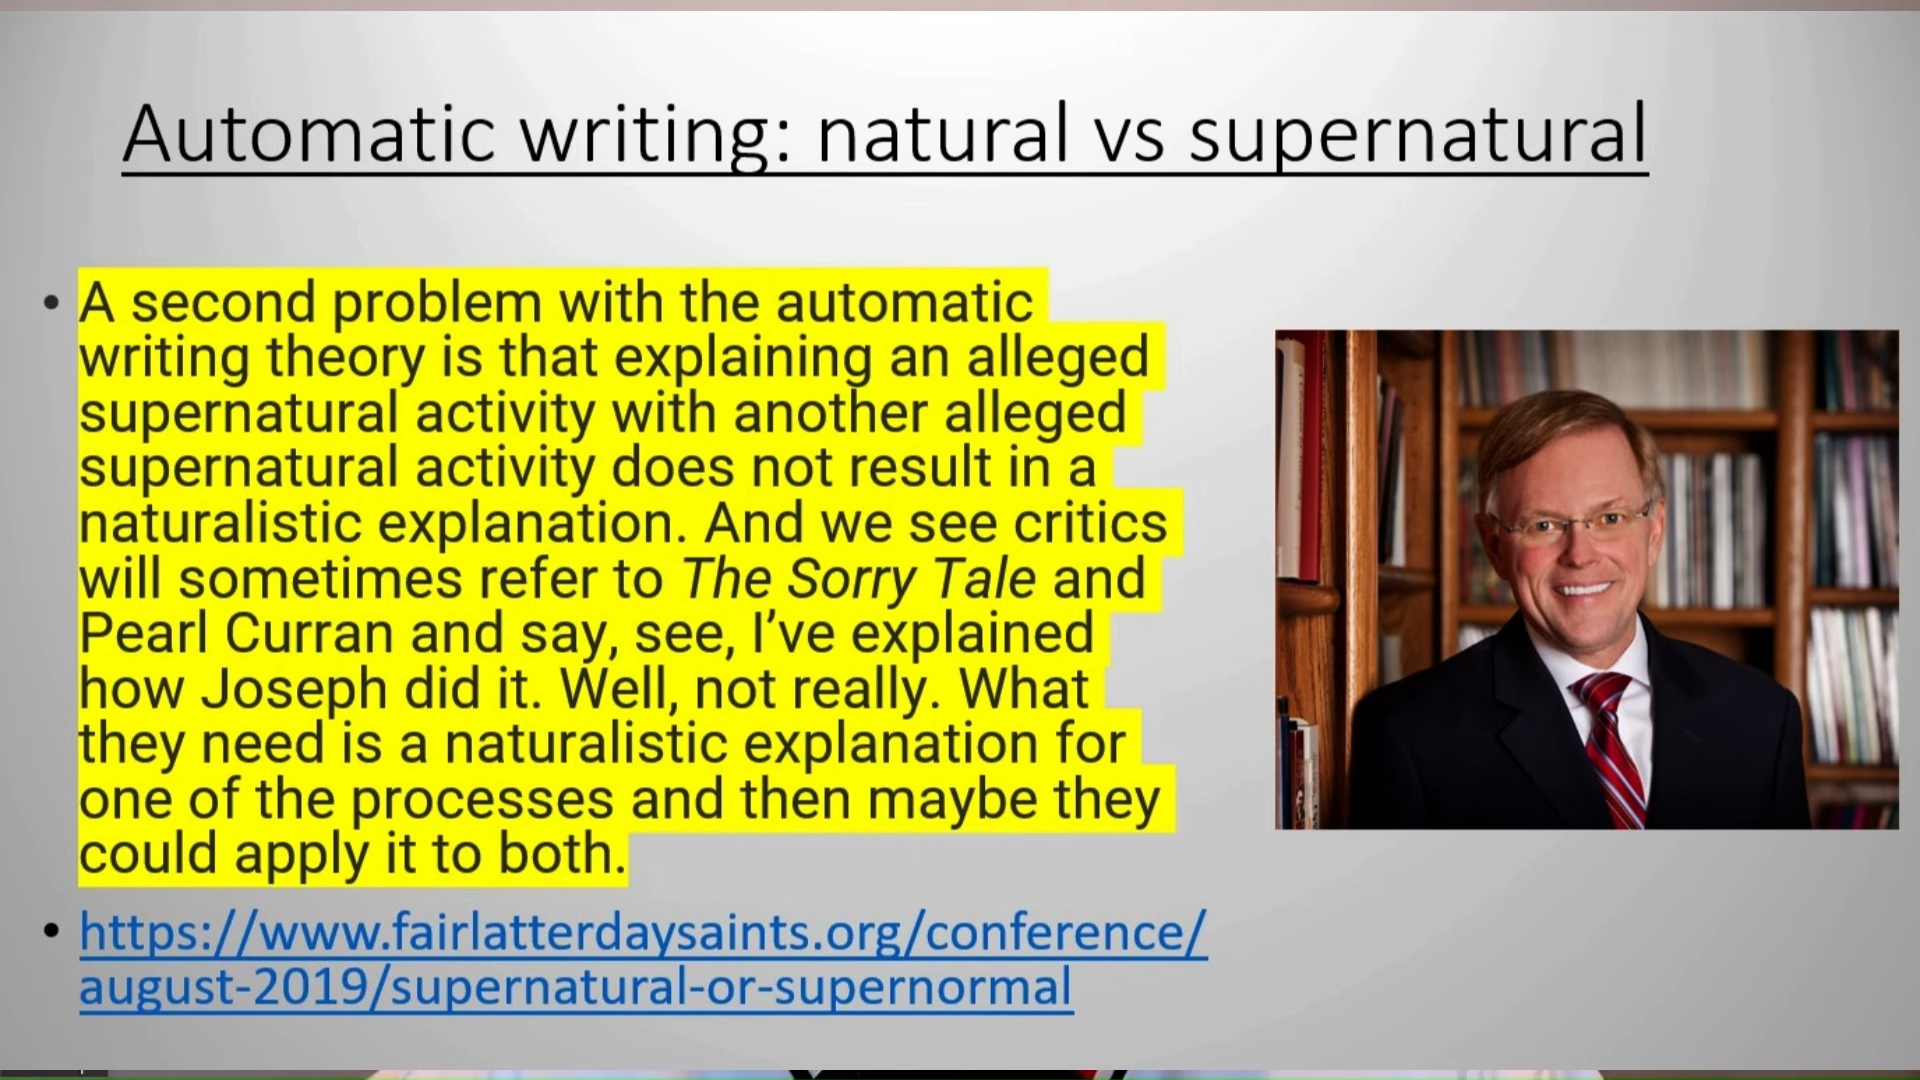 Automatic writing: natural vs supernatural
• A second problem with the automatic
writing theory is that explaining an alleged
supernatural activity with another alleged
supernatural activity does not result in a
naturalistic explanation. And we see critics
will sometimes refer to The Sorry Tale and
Pearl Curran and say, see, I’ve explained
how Joseph did it. Well, not really. What
they need is a naturalistic explanation for
one of the processes and then maybe they
could apply it to both.
• https://www.fairlatterdaysaints.org/conference/
august-2019/supernatural-or-supernormal